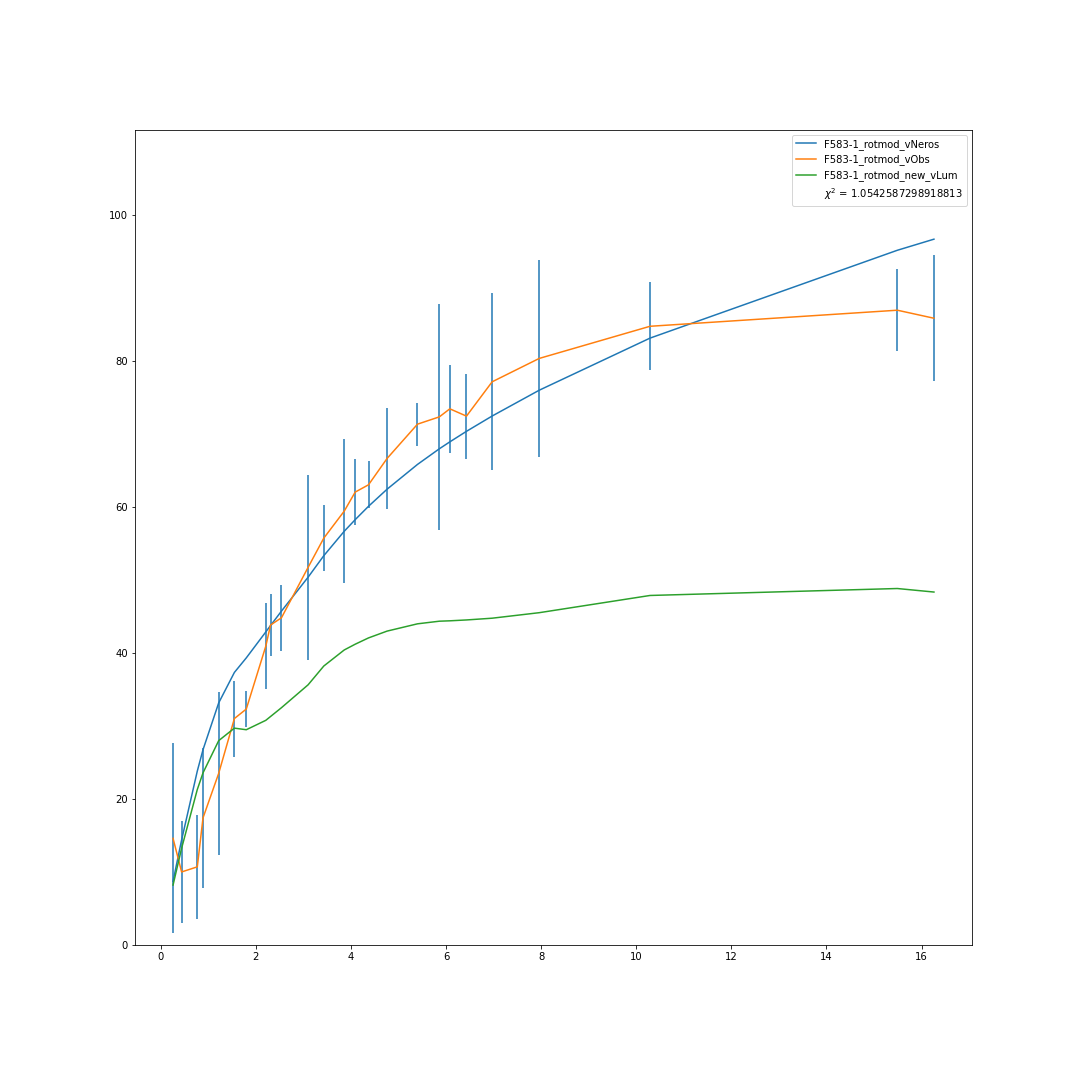 F583-1_rotmod_vNeros
F583-1_rotmod_vObs
F583-1_rotmod_new_vLum
χ² = 1.0542587298918813
100
80
60
40
20
0
0 2 4 6 8 10 12 14 16